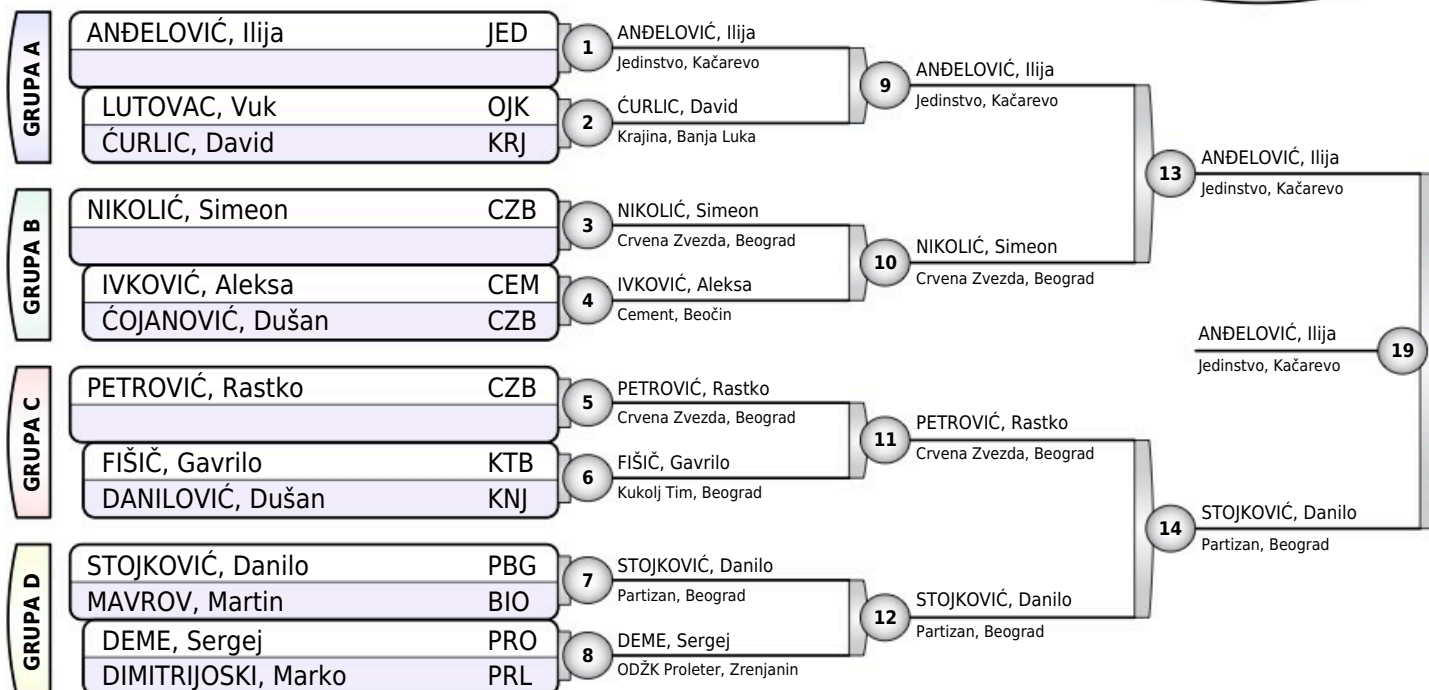 GRUPA A
ANĐELOVIĆ, Ilija JED
LUTOVAC, Vuk OJK
ĆURLIC, David KRJ
GRUPA B
NIKOLIĆ, Simeon CZB
IVKOVIĆ, Aleksa CEM
ĆOJANOVIĆ, Dušan CZB
GRUPA C
PETROVIĆ, Rastko CZB
FIŠIČ, Gavrilo KTB
DANILOVIĆ, Dušan KNJ
GRUPA D
STOJKOVIĆ, Danilo PBG
MAVROV, Martin BIO
DEME, Sergej PRO
DIMITRIJOSKI, Marko PRL
1
ANĐELOVIĆ, Ilija
Jedinstvo, Kačarevo
2
ĆURLIC, David
Krajina, Banja Luka
3
NIKOLIĆ, Simeon
Crvena Zvezda, Beograd
4
IVKOVIĆ, Aleksa
Cement, Beočin
5
PETROVIĆ, Rastko
Crvena Zvezda, Beograd
6
FIŠIČ, Gavrilo
Kukolj Tim, Beograd
7
STOJKOVIĆ, Danilo
Partizan, Beograd
8
DEME, Sergej
ODŽK Proleter, Zrenjanin
9
ANĐELOVIĆ, Ilija
Jedinstvo, Kačarevo
10
NIKOLIĆ, Simeon
Crvena Zvezda, Beograd
11
PETROVIĆ, Rastko
Crvena Zvezda, Beograd
12
STOJKOVIĆ, Danilo
Partizan, Beograd
13
ANĐELOVIĆ, Ilija
Jedinstvo, Kačarevo
14
STOJKOVIĆ, Danilo
Partizan, Beograd
ANĐELOVIĆ, Ilija
Jedinstvo, Kačarevo
19